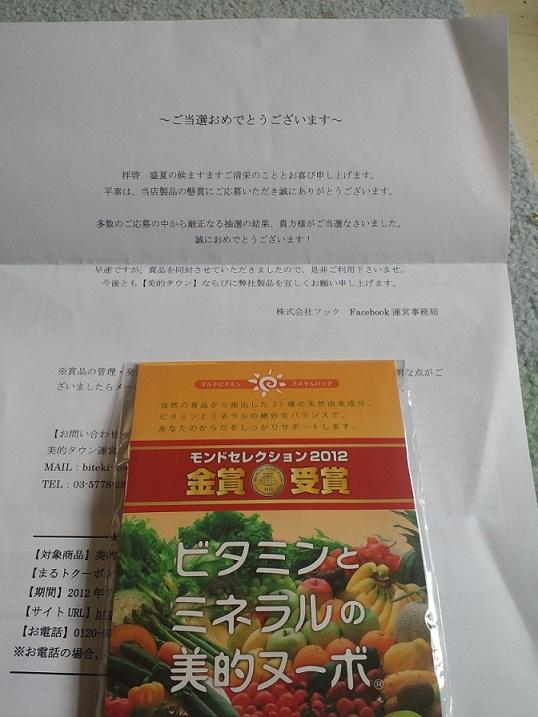 ～ご当選おめでとうございます～
拝啓　盛夏の候ますますご清栄のこととお喜び申し上げます。
平素は、当店製品の懸賞にご応募いただき誠にありがとうございます。
多数のご応募の中から厳正なる抽選の結果、貴方様がご当選なさいました。
誠におめでとうございます！
早速ですが、賞品を同封させていただきましたので、是非ご利用下さいませ。
今後とも【美的タウン】ならびに弊社製品を宜しくお願い申し上げます。
株式会社フック　Facebook 運営事務局
※賞品の管理・発
明な点がご
ざいましたらメー
【お問い合わせ
美的タウン運営
MAIL：biteki
TEL：03-5778-29
【対象商品】美的
【まるトクーポン
【期間】2012年7
【サイトURL】
【お電話】0120-9
※お電話の場合、
マルチビタミン　ミネラルパック
自然の食品から抽出した27種の天然由来成分。
ビタミンとミネラルの絶妙なバランスで、
あなたのからだをしっかりサポートします。
モンドセレクション2012
金賞 受賞
ビタミンと
ミネラルの
美的ヌーボ®